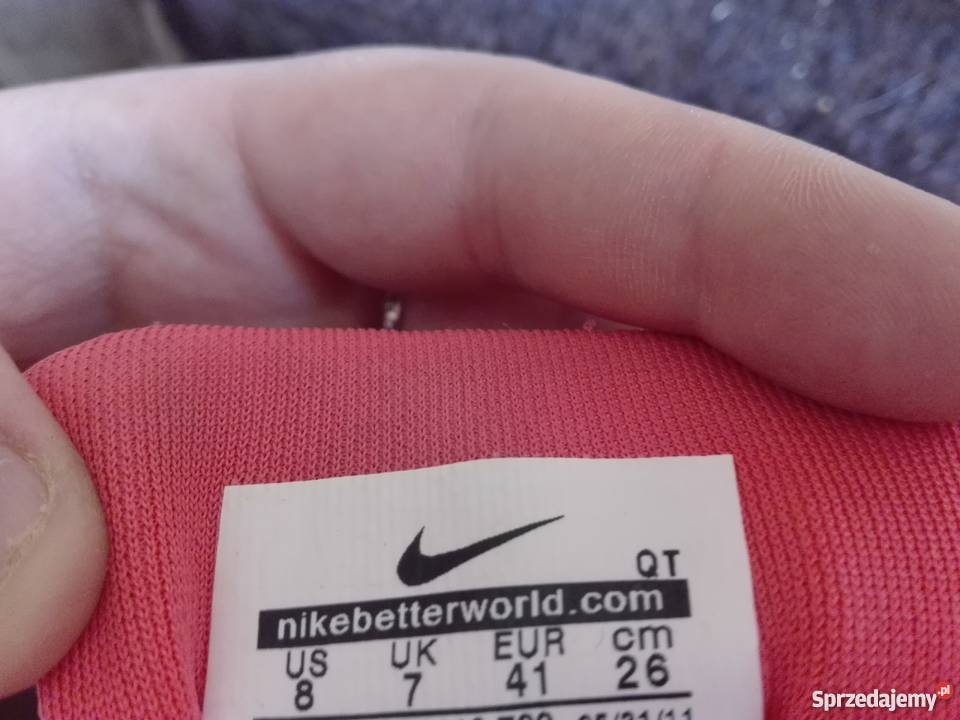 QT
nikebetterworld.com
US UK EUR cm
8 7 41 26
Sprzedajemy.pl